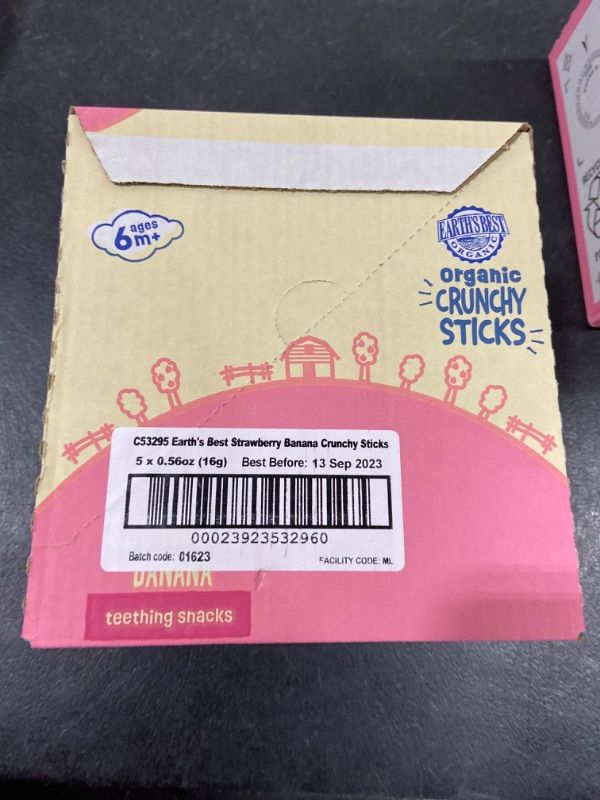 ages
6m+
EARTH'S BEST
ORGANIC
organic
CRUNCHY
STICKS
C53295 Earth's Best Strawberry Banana Crunchy Sticks
5 x 0.56oz (16g) Best Before: 13 Sep 2023
00023923532960
Batch code: 01623
FACILITY CODE: ML
BANANA
teething snacks